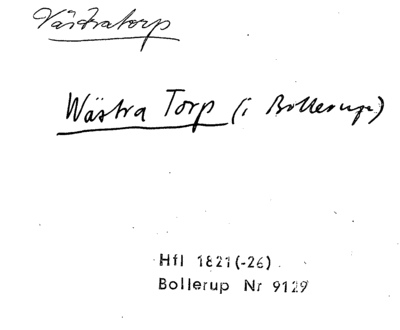 Västratorp
Wästra Torp (i Bollerup)
Hfl 1821(-26)
Bollerup Nr 9129